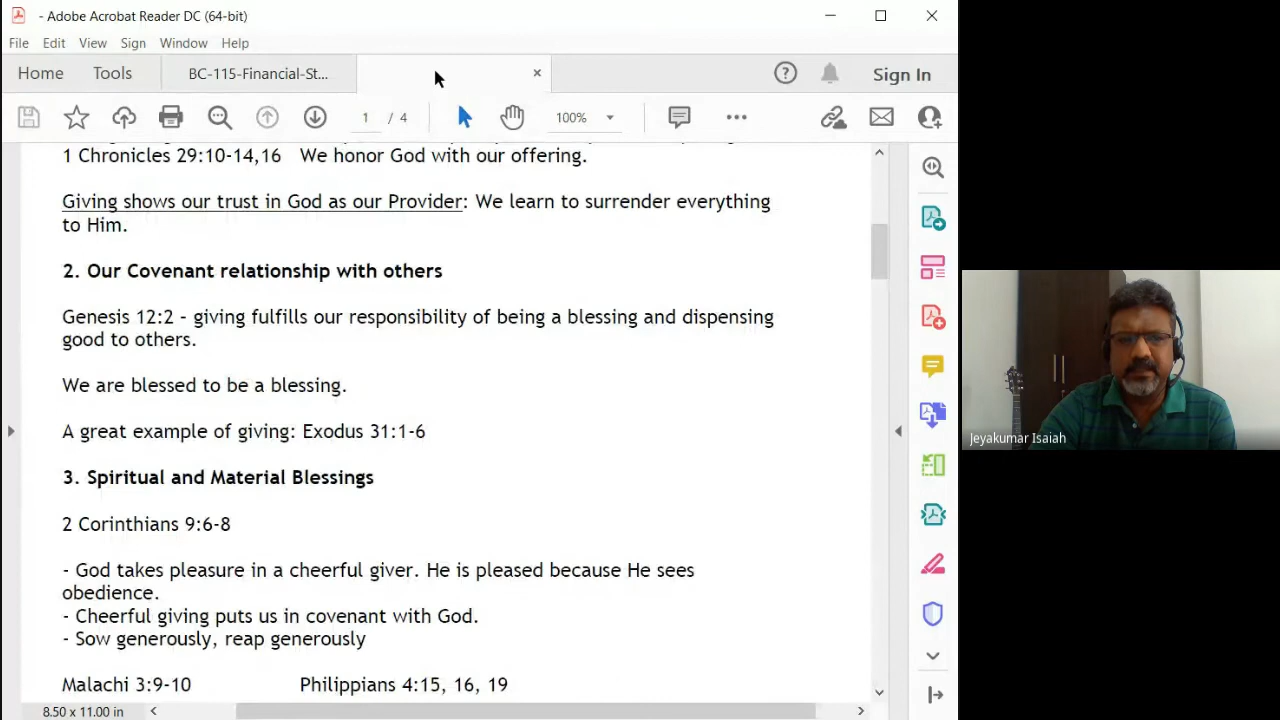 - Adobe Acrobat Reader DC (64-bit)
File Edit View Sign Window Help
Home Tools BC-115-Financial-St... Sign In
1 / 4 100%
1 Chronicles 29:10-14,16 We honor God with our offering.
Giving shows our trust in God as our Provider: We learn to surrender everything
to Him.
2. Our Covenant relationship with others
Genesis 12:2 – giving fulfills our responsibility of being a blessing and dispensing
good to others.
We are blessed to be a blessing.
A great example of giving: Exodus 31:1-6
3. Spiritual and Material Blessings
2 Corinthians 9:6-8
- God takes pleasure in a cheerful giver. He is pleased because He sees
obedience.
- Cheerful giving puts us in covenant with God.
- Sow generously, reap generously
Malachi 3:9-10 Philippians 4:15, 16, 19
8.50 x 11.00 in
Jeyakumar Isaiah